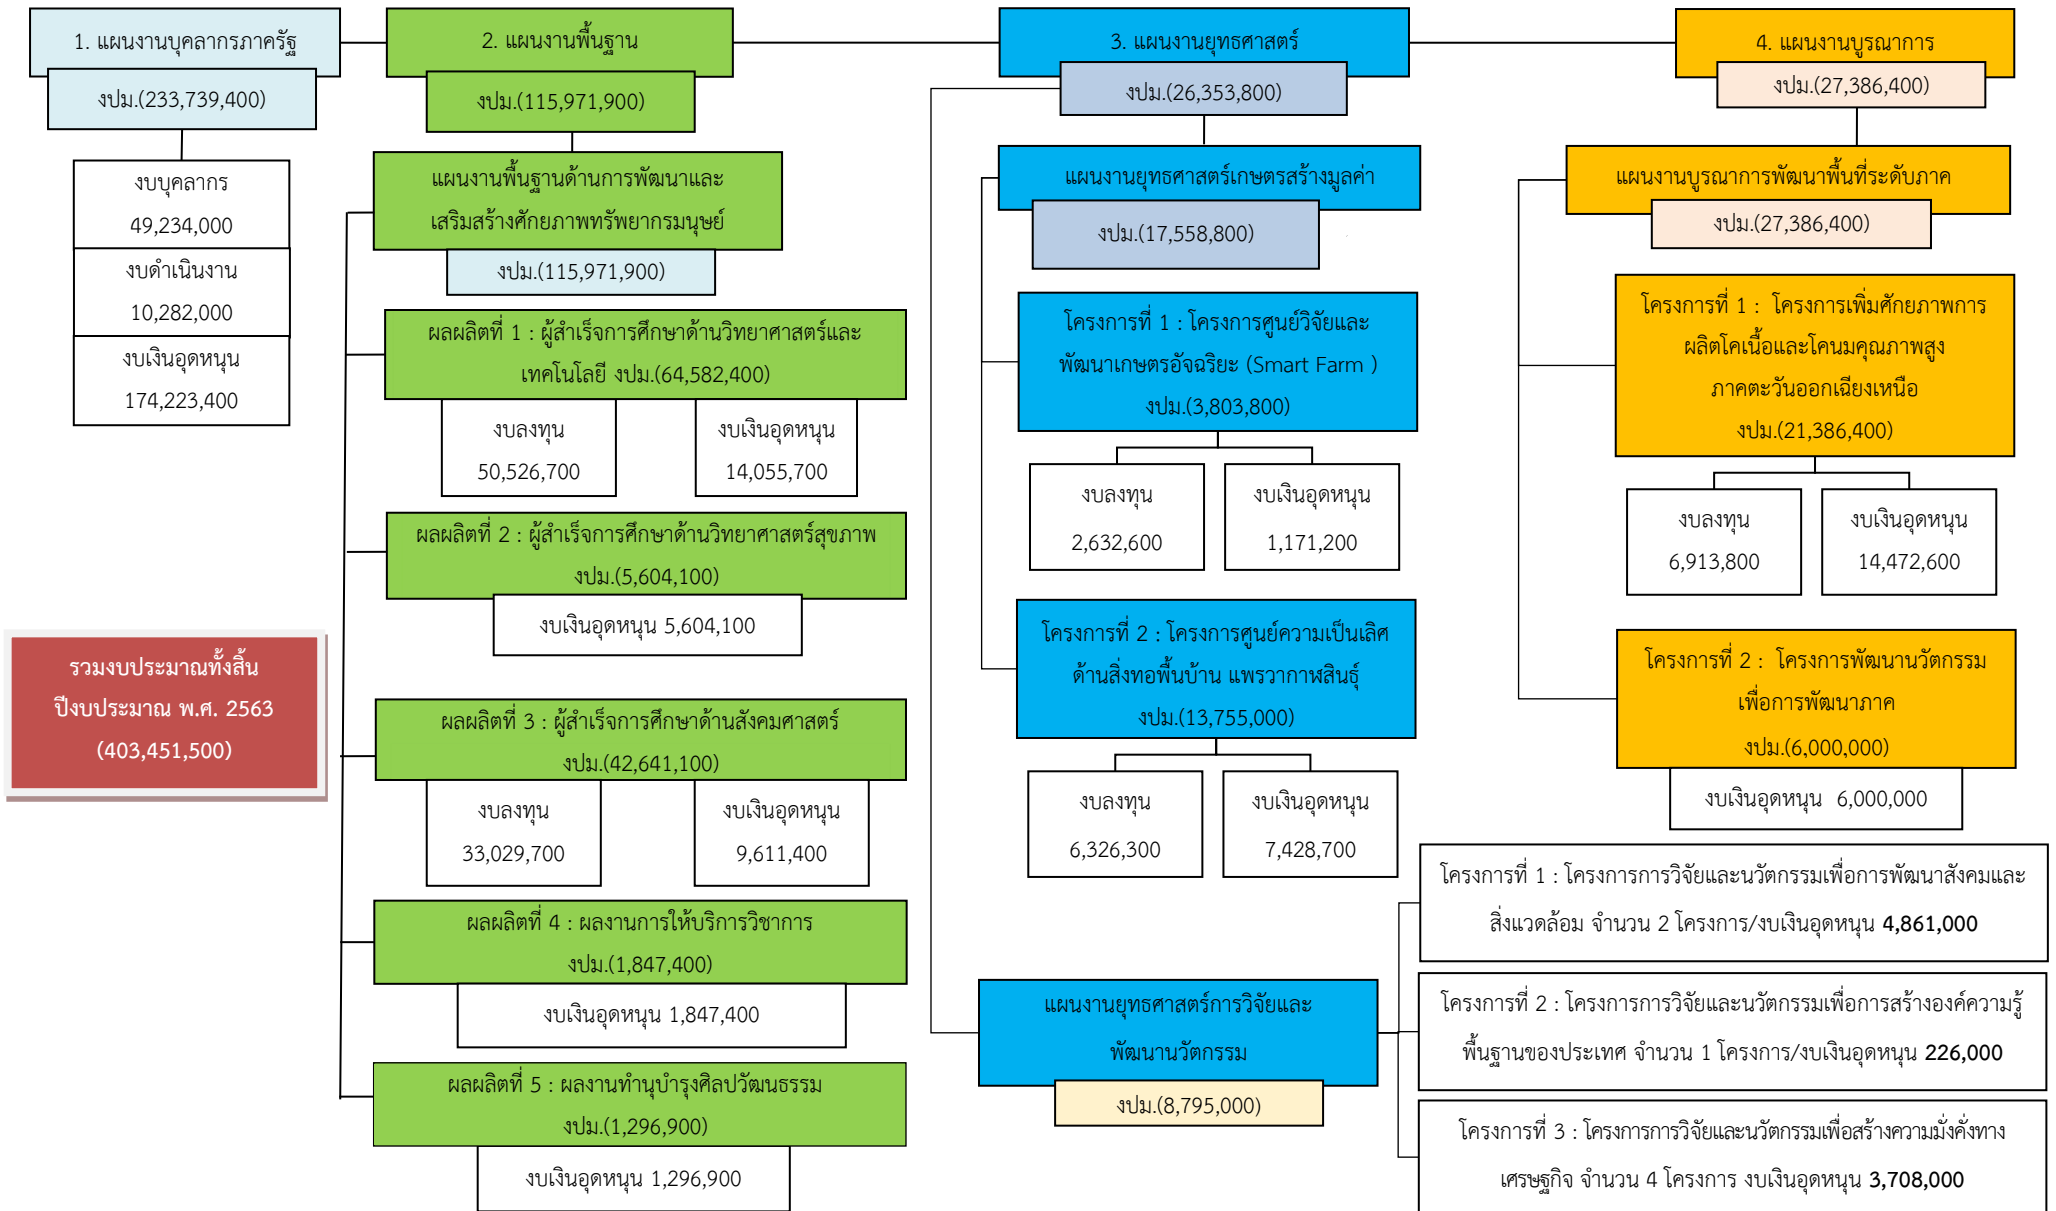 1. แผนงานบุคลากรภาครัฐ
งปม.(233,739,400)
งบบุคลากร
49,234,000
งบดำเนินงาน
10,282,000
งบเงินอุดหนุน
174,223,400
รวมงบประมาณทั้งสิ้น
ปีงบประมาณ พ.ศ. 2563
(403,451,500)
2. แผนงานพื้นฐาน
งปม.(115,971,900)
แผนงานพื้นฐานด้านการพัฒนาและ
เสริมสร้างศักยภาพทรัพยากรมนุษย์
งปม.(115,971,900)
ผลผลิตที่ 1 : ผู้สำเร็จการศึกษาด้านวิทยาศาสตร์และ
เทคโนโลยี งปม.(64,582,400)
งบลงทุน
50,526,700
งบเงินอุดหนุน
14,055,700
ผลผลิตที่ 2 : ผู้สำเร็จการศึกษาด้านวิทยาศาสตร์สุขภาพ
งปม.(5,604,100)
งบเงินอุดหนุน 5,604,100
ผลผลิตที่ 3 : ผู้สำเร็จการศึกษาด้านสังคมศาสตร์
งปม.(42,641,100)
งบลงทุน
33,029,700
งบเงินอุดหนุน
9,611,400
ผลผลิตที่ 4 : ผลงานการให้บริการวิชาการ
งปม.(1,847,400)
งบเงินอุดหนุน 1,847,400
ผลผลิตที่ 5 : ผลงานทำนุบำรุงศิลปวัฒนธรรม
งปม.(1,296,900)
งบเงินอุดหนุน 1,296,900
3. แผนงานยุทธศาสตร์
งปม.(26,353,800)
แผนงานยุทธศาสตร์เกษตรสร้างมูลค่า
งปม.(17,558,800)
โครงการที่ 1 : โครงการศูนย์วิจัยและ
พัฒนาเกษตรอัจฉริยะ (Smart Farm )
งปม.(3,803,800)
งบลงทุน
2,632,600
งบเงินอุดหนุน
1,171,200
โครงการที่ 2 : โครงการศูนย์ความเป็นเลิศ
ด้านสิ่งทอพื้นบ้าน แพรวากาฬสินธุ์
งปม.(13,755,000)
งบลงทุน
6,326,300
งบเงินอุดหนุน
7,428,700
แผนงานยุทธศาสตร์การวิจัยและ
พัฒนานวัตกรรม
งปม.(8,795,000)
4. แผนงานบูรณาการ
งปม.(27,386,400)
แผนงานบูรณาการพัฒนาพื้นที่ระดับภาค
งปม.(27,386,400)
โครงการที่ 1 : โครงการเพิ่มศักยภาพการ
ผลิตโคเนื้อและโคนมคุณภาพสูง
ภาคตะวันออกเฉียงเหนือ
งปม.(21,386,400)
งบลงทุน
6,913,800
งบเงินอุดหนุน
14,472,600
โครงการที่ 2 : โครงการพัฒนานวัตกรรม
เพื่อการพัฒนาภาค
งปม.(6,000,000)
งบเงินอุดหนุน 6,000,000
โครงการที่ 1 : โครงการการวิจัยและนวัตกรรมเพื่อการพัฒนาสังคมและ
สิ่งแวดล้อม จำนวน 2 โครงการ/งบเงินอุดหนุน 4,861,000
โครงการที่ 2 : โครงการการวิจัยและนวัตกรรมเพื่อการสร้างองค์ความรู้
พื้นฐานของประเทศ จำนวน 1 โครงการ/งบเงินอุดหนุน 226,000
โครงการที่ 3 : โครงการการวิจัยและนวัตกรรมเพื่อสร้างความมั่งคั่งทาง
เศรษฐกิจ จำนวน 4 โครงการ งบเงินอุดหนุน 3,708,000